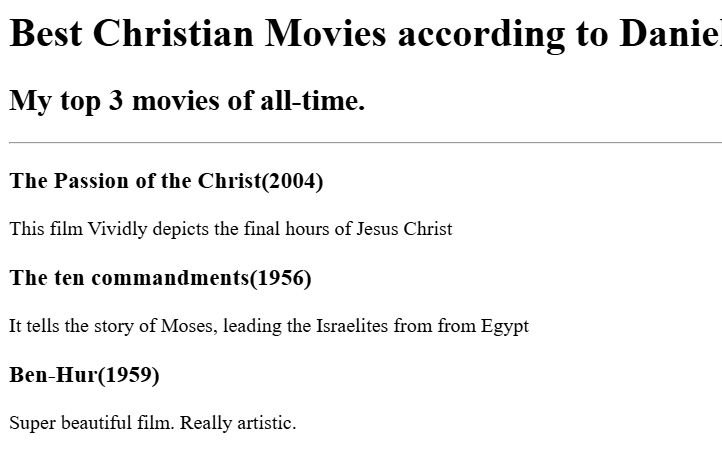 Best Christian Movies according to Danie
My top 3 movies of all-time.
The Passion of the Christ(2004)
This film Vividly depicts the final hours of Jesus Christ
The ten commandments(1956)
It tells the story of Moses, leading the Israelites from from Egypt
Ben-Hur(1959)
Super beautiful film. Really artistic.